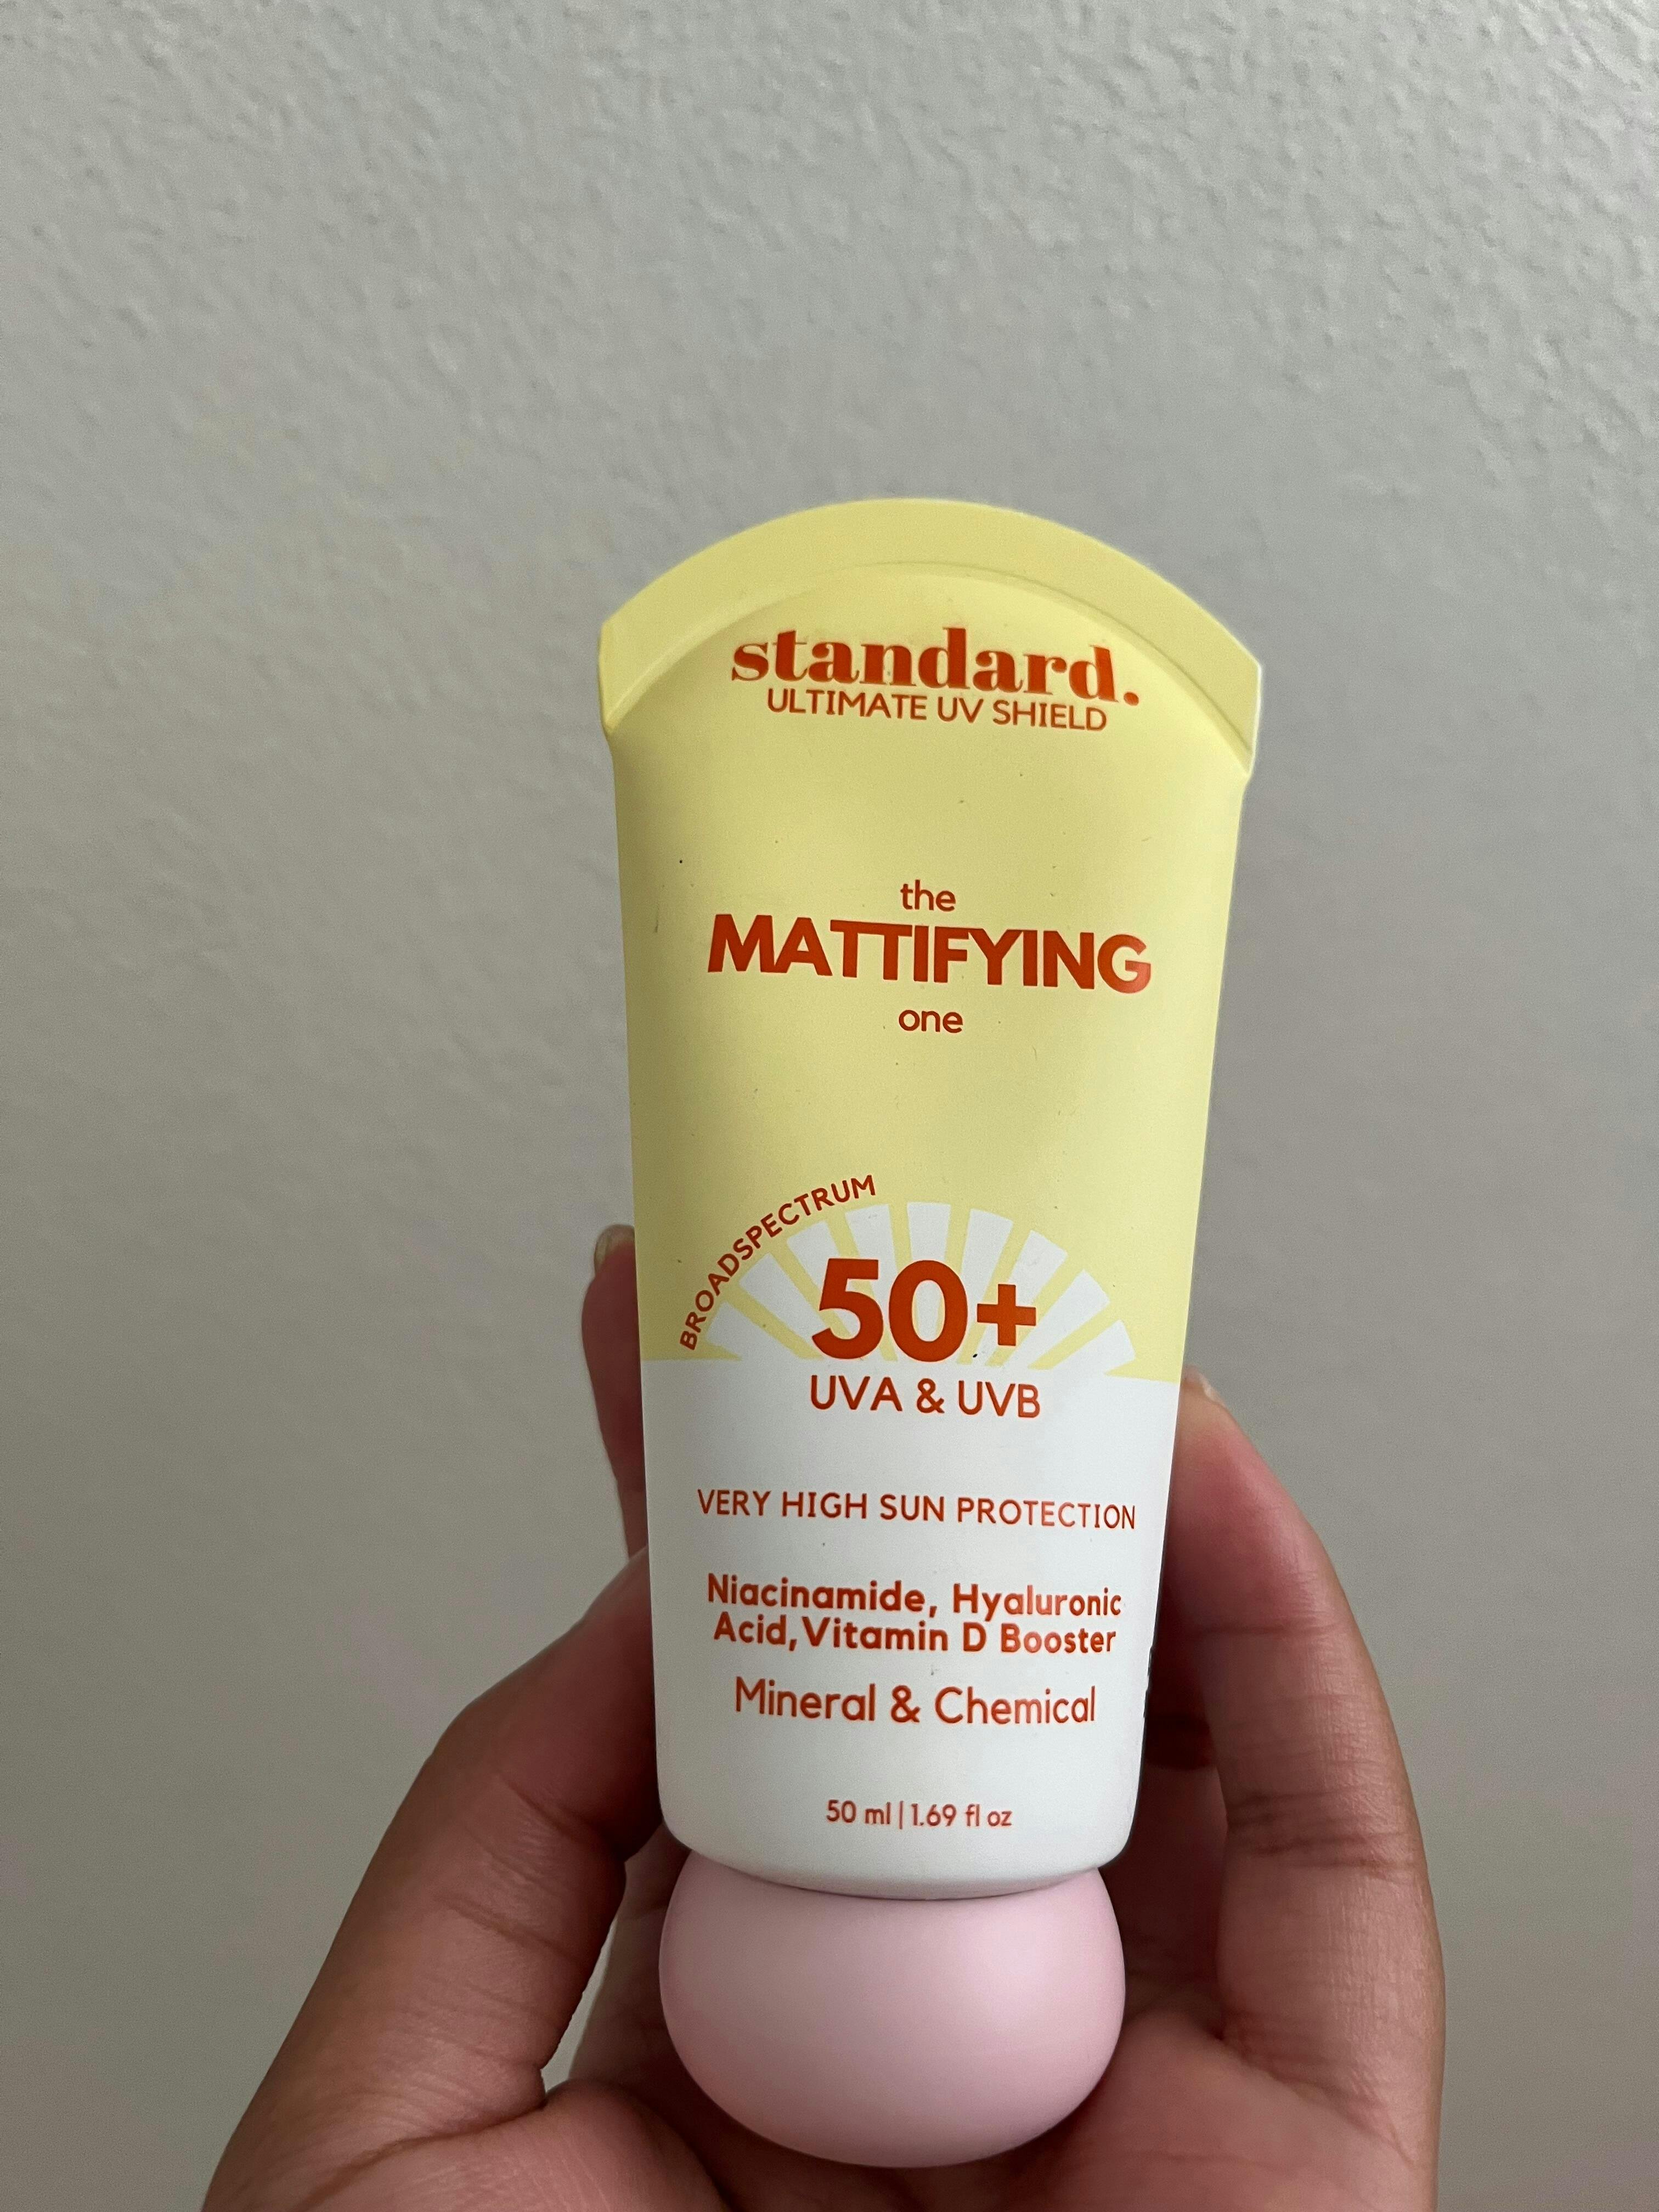 standard.
ULTIMATE UV SHIELD
the
MATTIFYING
one
BROADSPECTRUM
50+
UVA & UVB
VERY HIGH SUN PROTECTION
Niacinamide, Hyaluronic
Acid,Vitamin D Booster
Mineral & Chemical
50 ml | 1.69 fl oz